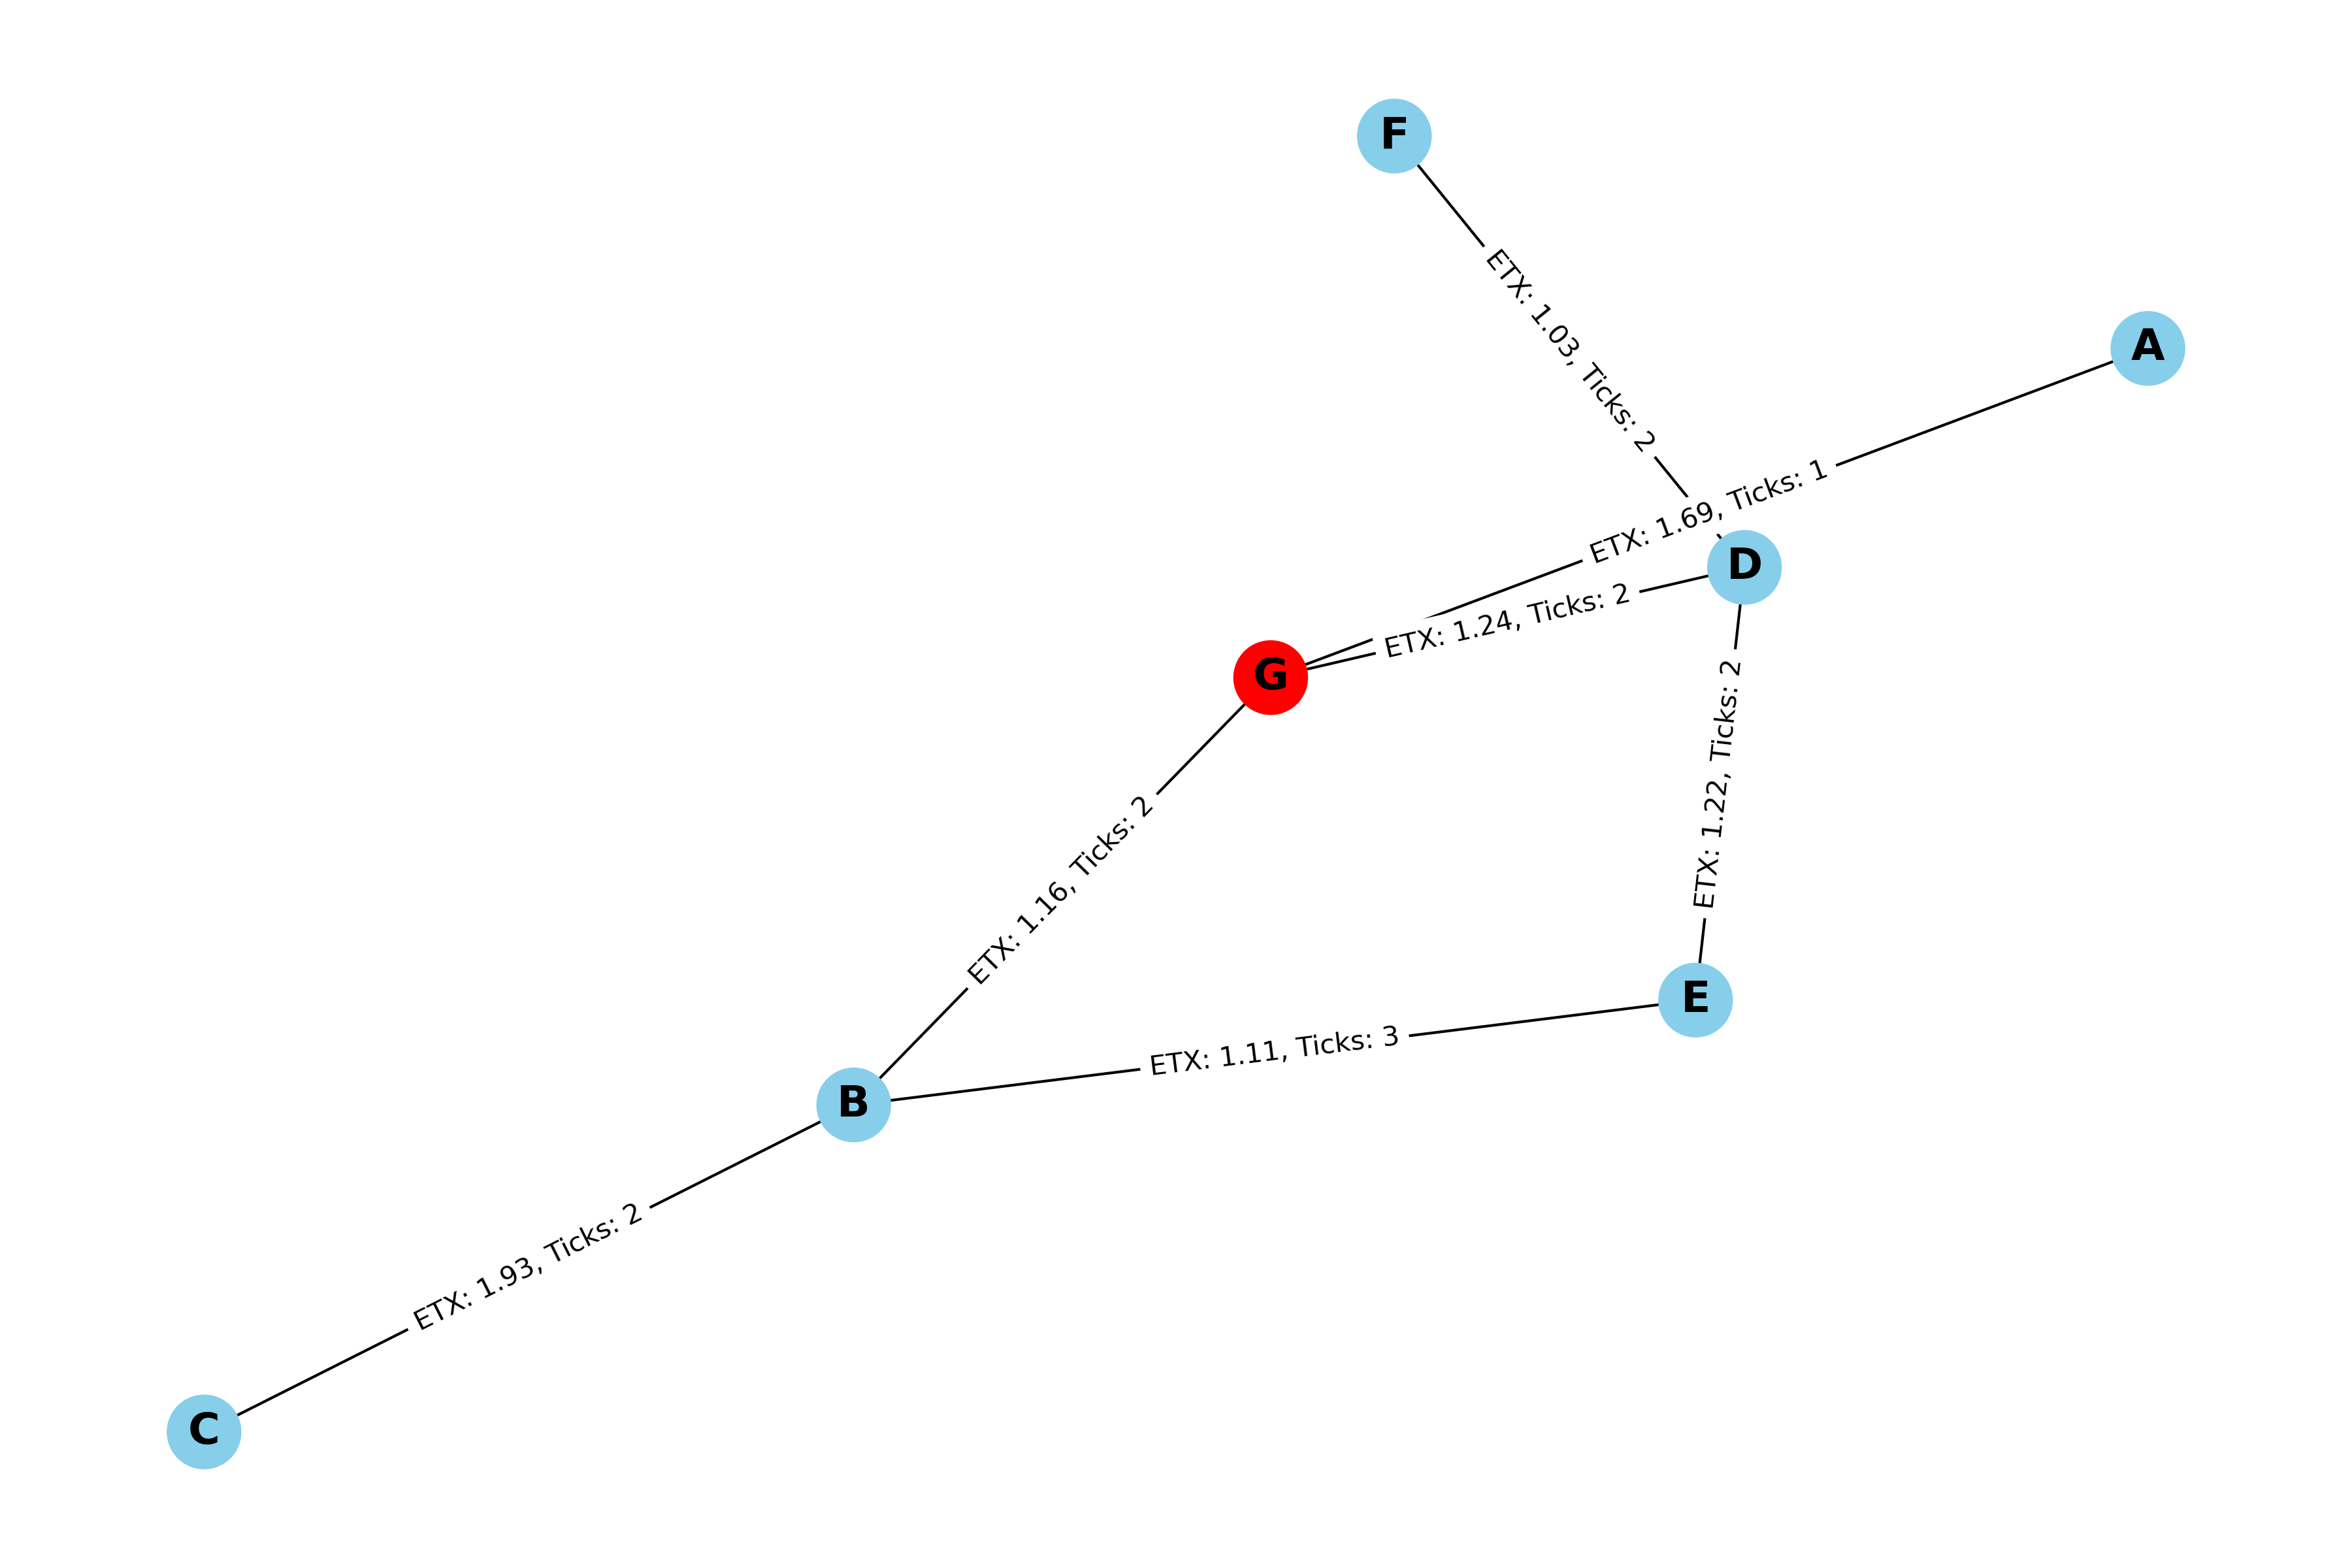 F
ETX: 1.03, Ticks: 2
A
ETX: 1.69, Ticks: 1
D
ETX: 1.24, Ticks: 2
G
ETX: 1.22, Ticks: 2
ETX: 1.16, Ticks: 2
E
ETX: 1.11, Ticks: 3
B
ETX: 1.93, Ticks: 2
C